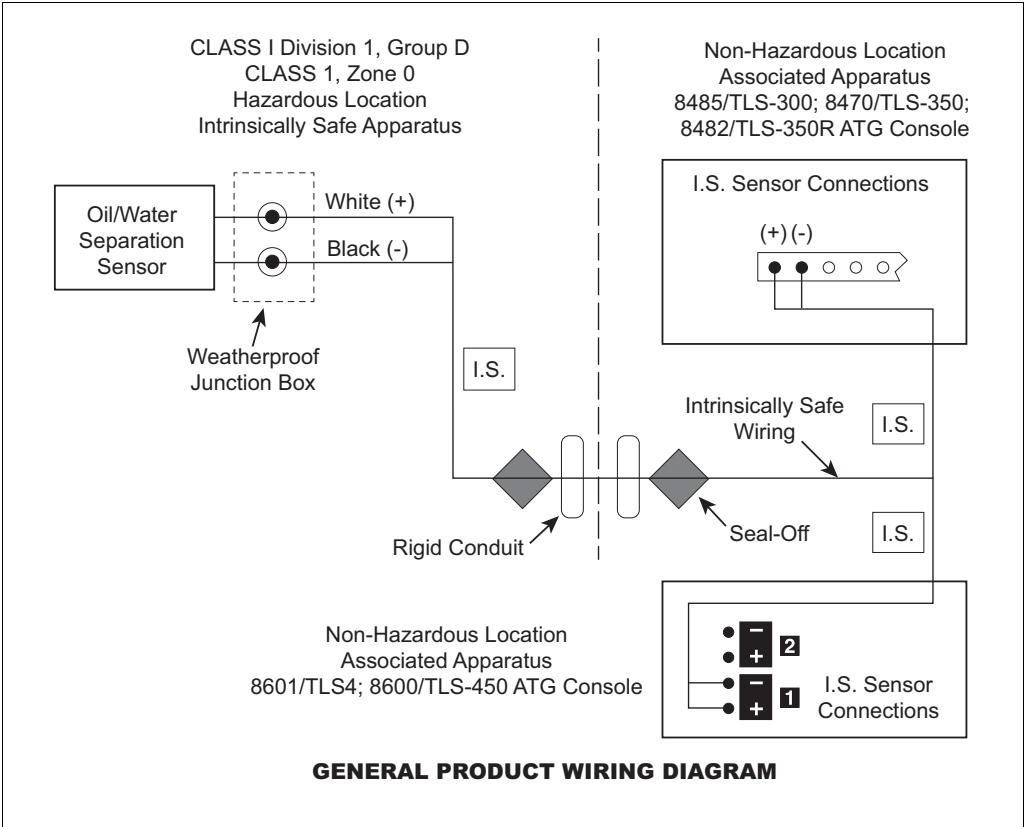 CLASS I Division 1, Group D
CLASS 1, Zone 0
Hazardous Location
Intrinsically Safe Apparatus
Non-Hazardous Location
Associated Apparatus
8485/TLS-300; 8470/TLS-350;
8482/TLS-350R ATG Console
Oil/Water
Separation
Sensor
White (+)
Black (-)
Weatherproof
Junction Box
I.S.
I.S. Sensor Connections
(+) (-)
Intrinsically Safe
Wiring
I.S.
Rigid Conduit
Seal-Off
I.S.
Non-Hazardous Location
Associated Apparatus
8601/TLS4; 8600/TLS-450 ATG Console
−
+
2
−
+
1
I.S. Sensor
Connections
GENERAL PRODUCT WIRING DIAGRAM